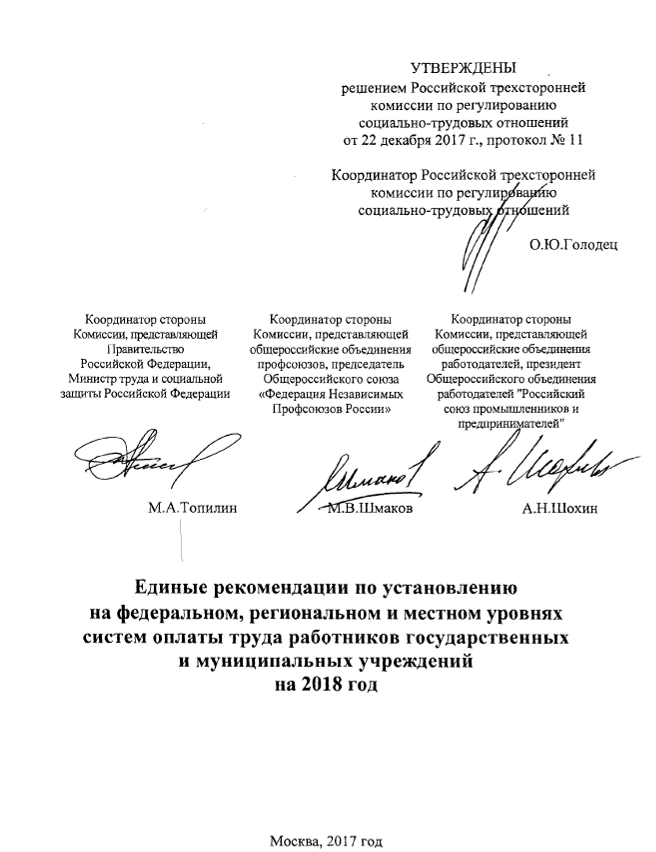 УТВЕРЖДЕНЫ
решением Российской трехсторонней
комиссии по регулированию
социально-трудовых отношений
от 22 декабря 2017 г., протокол № 11
Координатор Российской трехсторонней
комиссии по регулированию
социально-трудовых отношений
О.Ю.Голодец
Координатор стороны
Комиссии, представляющей
Правительство
Российской Федерации,
Министр труда и социальной
защиты Российской Федерации
М.А.Топилин
Координатор стороны
Комиссии, представляющей
общероссийские объединения
профсоюзов, председатель
Общероссийского союза
«Федерация Независимых
Профсоюзов России»
М.В.Шмаков
Координатор стороны
Комиссии, представляющей
общероссийские объединения
работодателей, президент
Общероссийского объединения
работодателей "Российский
союз промышленников и
предпринимателей"
А.Н.Шохин
Единые рекомендации по установлению
на федеральном, региональном и местном уровнях
систем оплаты труда работников государственных
и муниципальных учреждений
на 2018 год
Москва, 2017 год